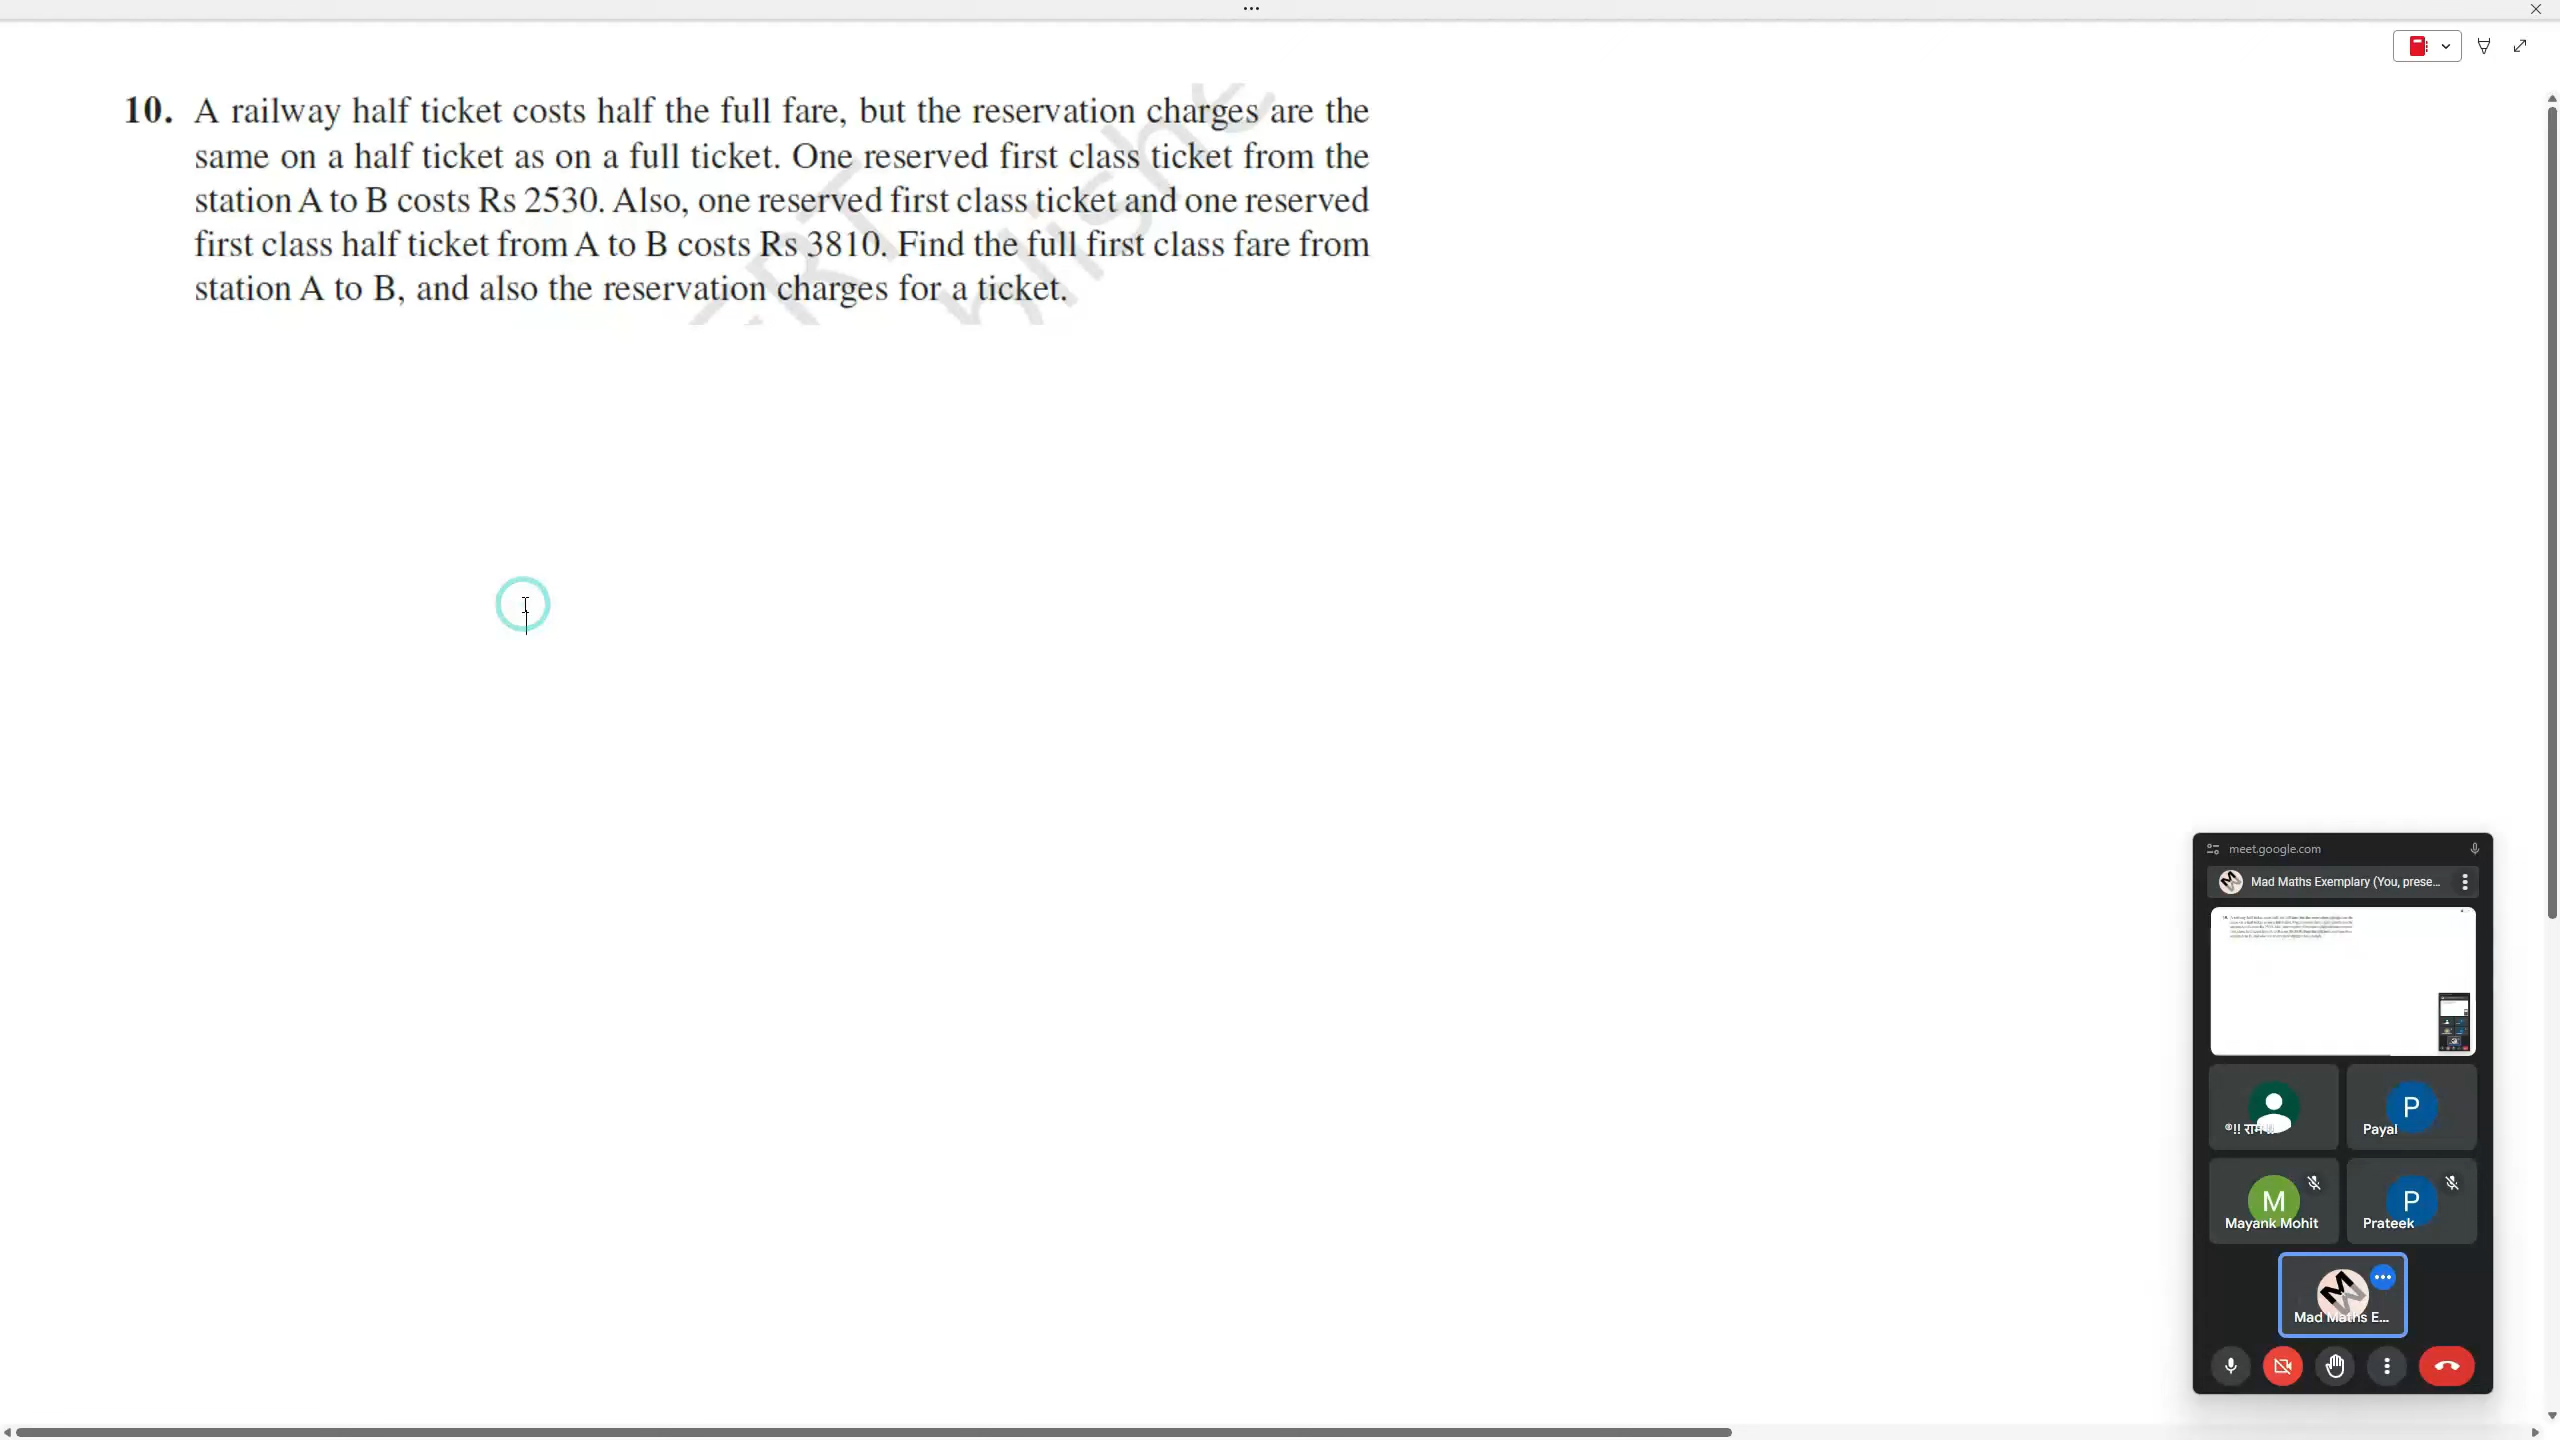 10. A railway half ticket costs half the full fare, but the reservation charges are the
same on a half ticket as on a full ticket. One reserved first class ticket from the
station A to B costs Rs 2530. Also, one reserved first class ticket and one reserved
first class half ticket from A to B costs Rs 3810. Find the full first class fare from
station A to B, and also the reservation charges for a ticket.
meet.google.com
Mad Maths Exemplary (You, prese...
Payal
Mayank Mohit
Prateek
Mad Maths E...